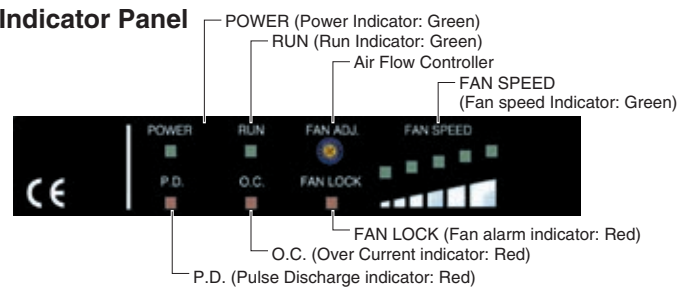 Indicator Panel
POWER (Power Indicator: Green)
RUN (Run Indicator: Green)
Air Flow Controller
FAN SPEED
(Fan speed Indicator: Green)
POWER RUN FAN ADJ. FAN SPEED
P.D. O.C. FAN LOCK
CE
FAN LOCK (Fan alarm indicator: Red)
O.C. (Over Current indicator: Red)
P.D. (Pulse Discharge indicator: Red)